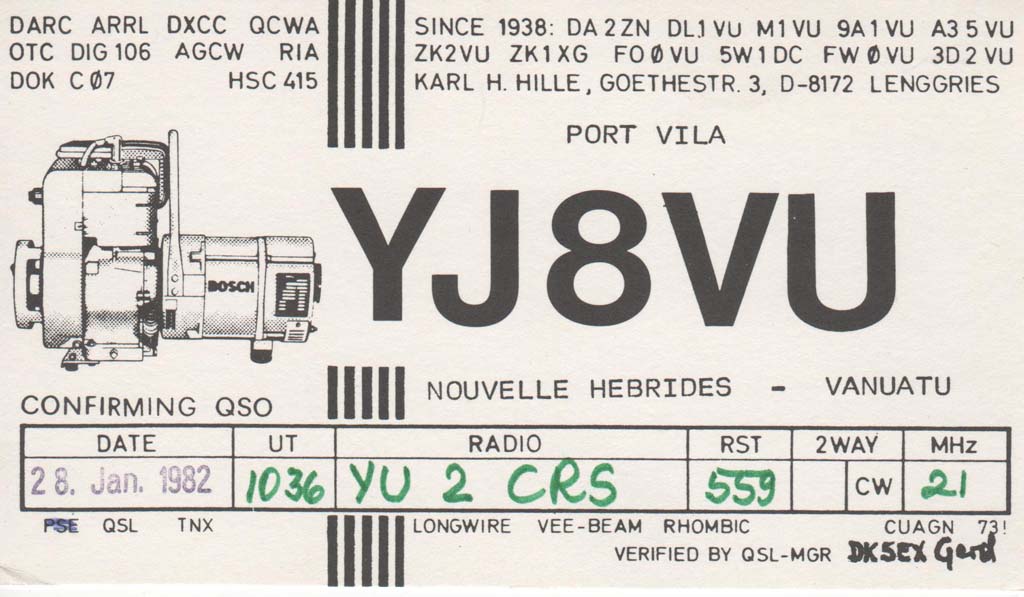 DARC ARRL DXCC QCWA
OTC DIG 106 AGCW RIA
DOK CØ7 HSC 415
SINCE 1938: DA2ZN DL1VU M1VU 9A1VU A35VU
ZK2VU ZK1XG FOØVU 5W1DC FWØVU 3D2VU
KARL H. HILLE, GOETHESTR. 3, D-8172 LENGGRIES
PORT VILA
YJ8VU
BOSCH
NOUVELLE HEBRIDES - VANUATU
CONFIRMING QSO
DATE UT RADIO RST 2WAY MHz
28. Jan. 1982 1036 YU 2 CRS 559 CW 21
PSE QSL TNX LONGWIRE VEE-BEAM RHOMBIC CUAGN 73!
VERIFIED BY QSL-MGR DK5EX Gerd